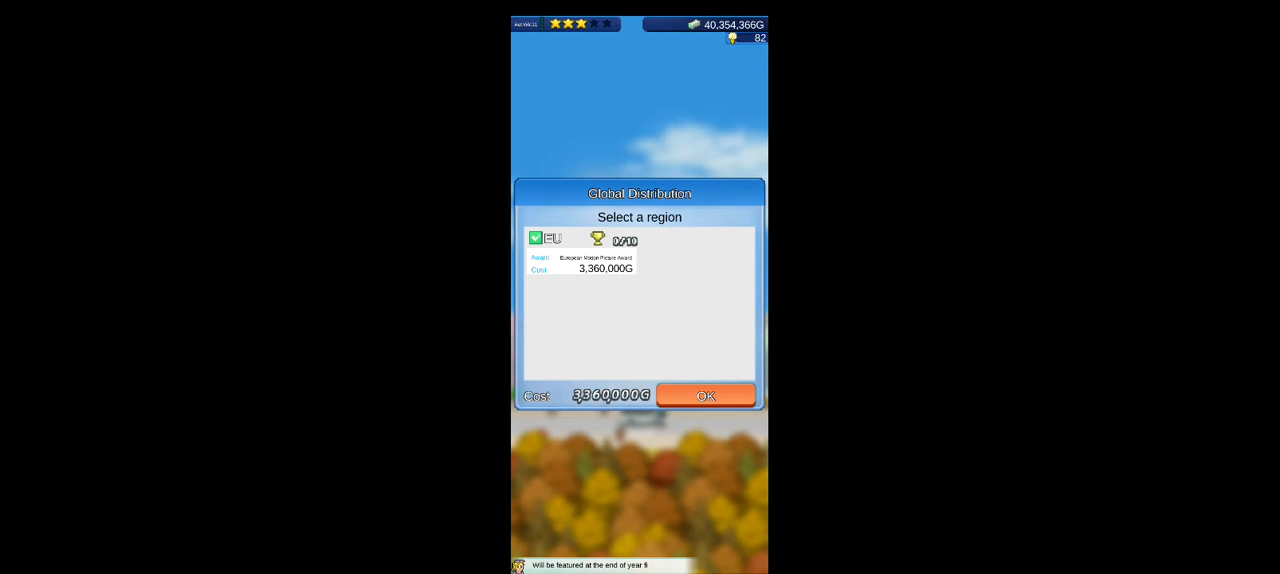 40,354,366G
82
Global Distribution
Select a region
EU 0/10
Award European Motion Picture Award
Cost 3,360,000G
Cost 3,360,000G OK
Will be featured at the end of year fi